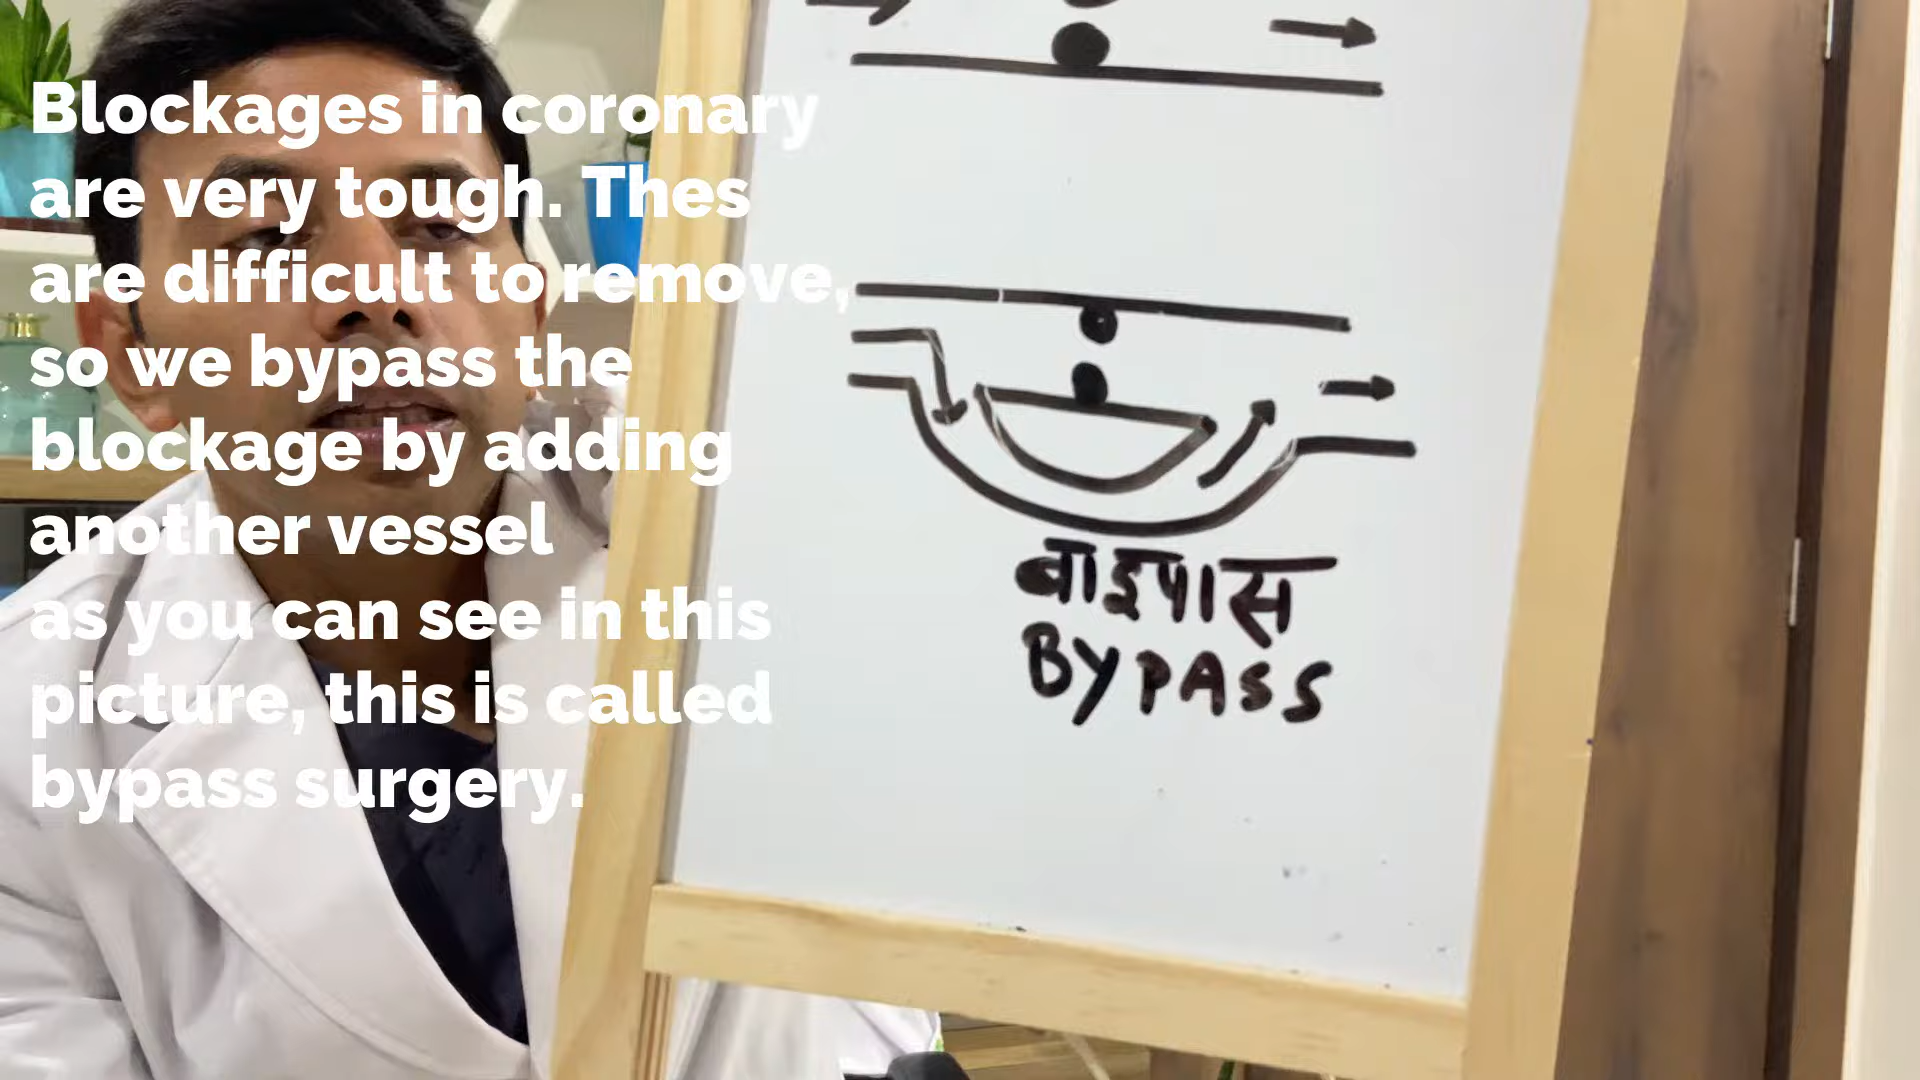 Blockages in coronary
are very tough. Thes
are difficult to remove,
so we bypass the
blockage by adding
another vessel
as you can see in this
picture, this is called
bypass surgery.
बाइपास
BYPASS